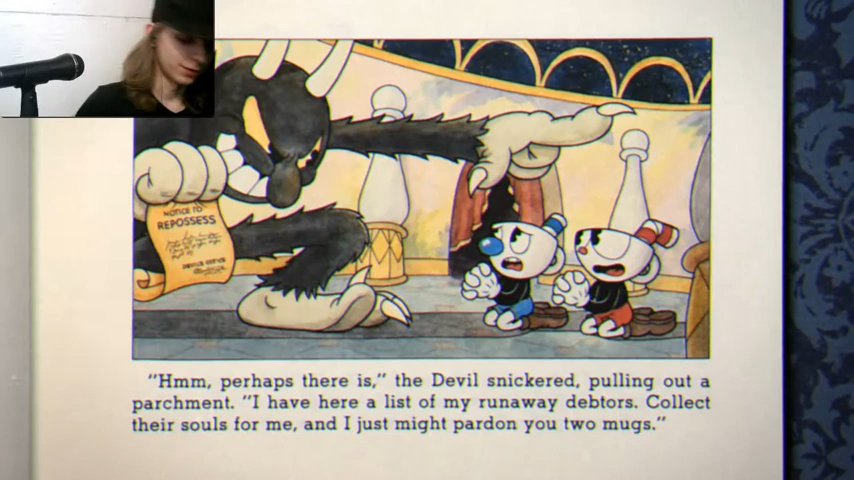 NOTICE TO
REPOSSESS
"Hmm, perhaps there is," the Devil snickered, pulling out a
parchment. "I have here a list of my runaway debtors. Collect
their souls for me, and I just might pardon you two mugs."